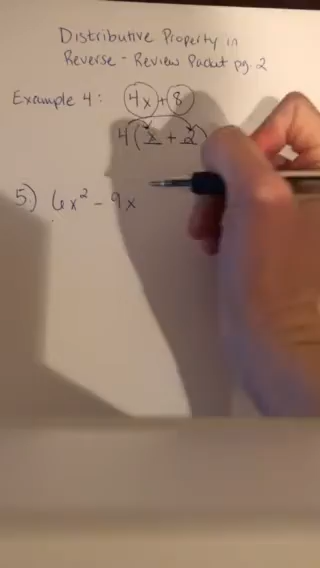 Distributive Property in
Reverse - Review Packet pg. 2
Example 4: 4x + 8
4(x + 2)
5) 6x² - 9x